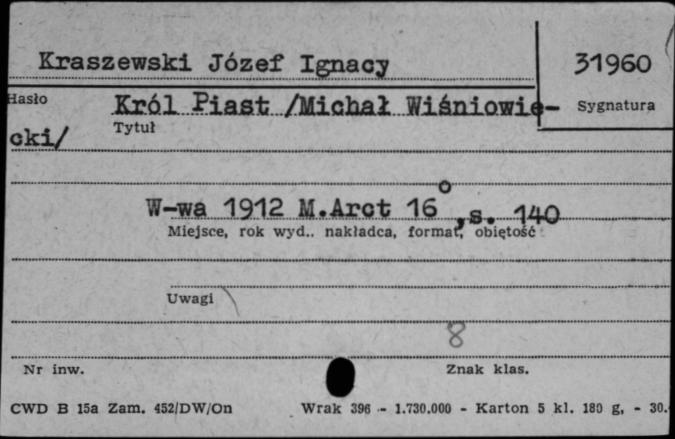 Kraszewski Józef Ignacy 31960
Hasło Król Piast /Michał Wiśniowie- Sygnatura
Tytuł
cki/
W-wa 1912 M.Arct 16°, s. 140
Miejsce, rok wyd.. nakładca, format, objętość
Uwagi
8
Nr inw. Znak klas.
CWD B 15a Zam. 452/DW/On Wrak 396 - 1.730.000 - Karton 5 kl. 180 g, - 30.